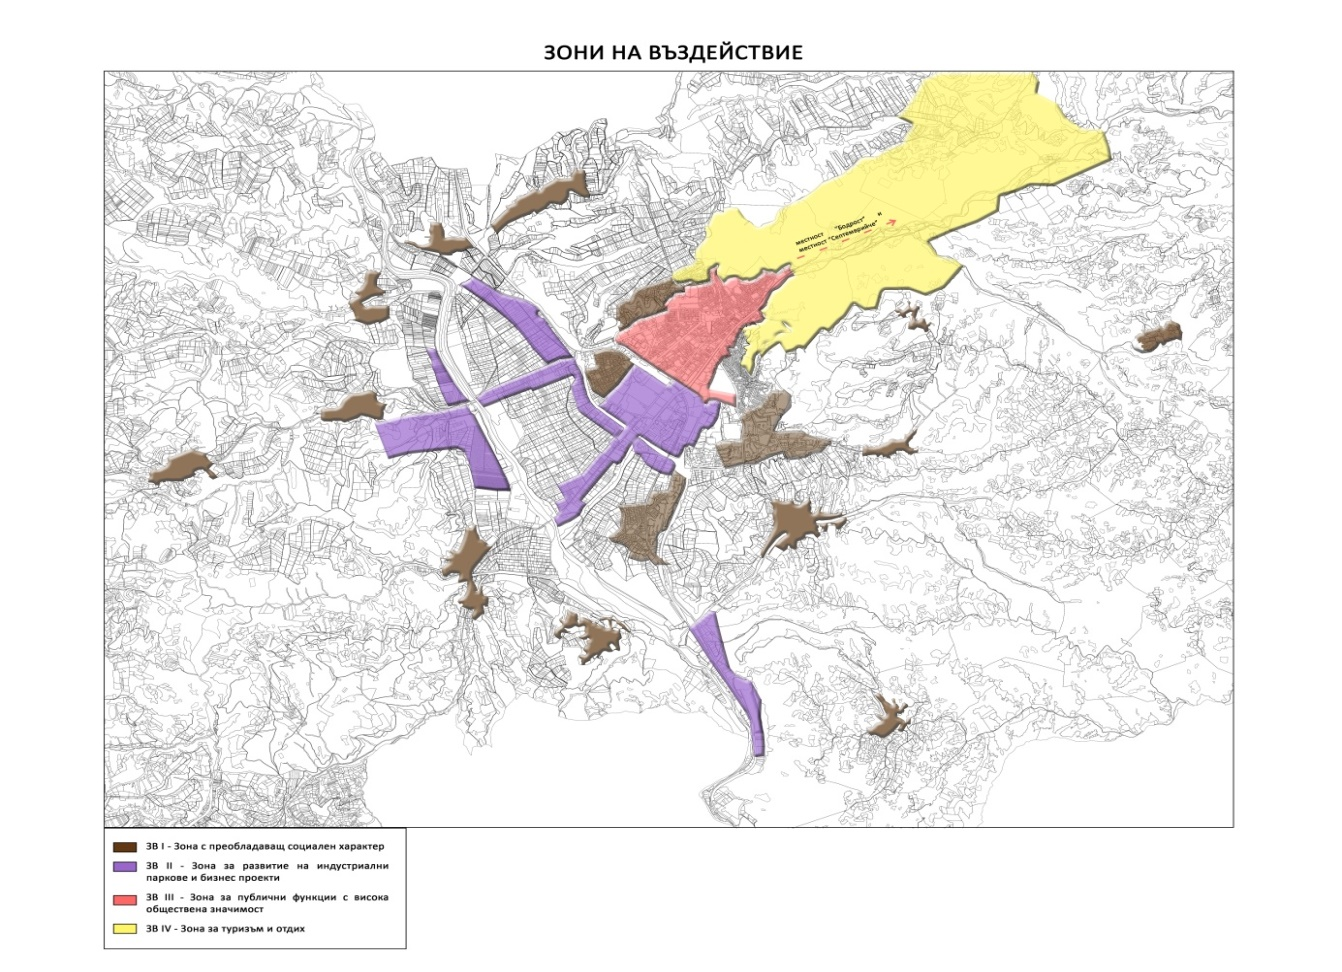 ЗОНИ НА ВЪЗДЕЙСТВИЕ
местност "Бодрост" и
местност "Септемврийче"
ЗВ I - Зона с преобладаващ социален характер
ЗВ II - Зона за развитие на индустриални
паркове и бизнес проекти
ЗВ III - Зона за публични функции с висока
обществена значимост
ЗВ IV - Зона за туризъм и отдих